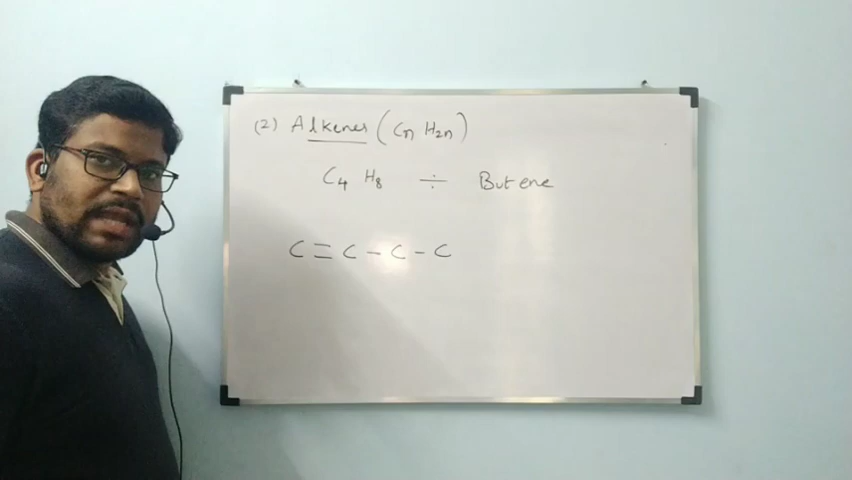 (2) Alkenes (CnH2n)
C4 H8 ÷ Butene
C = C - C - C